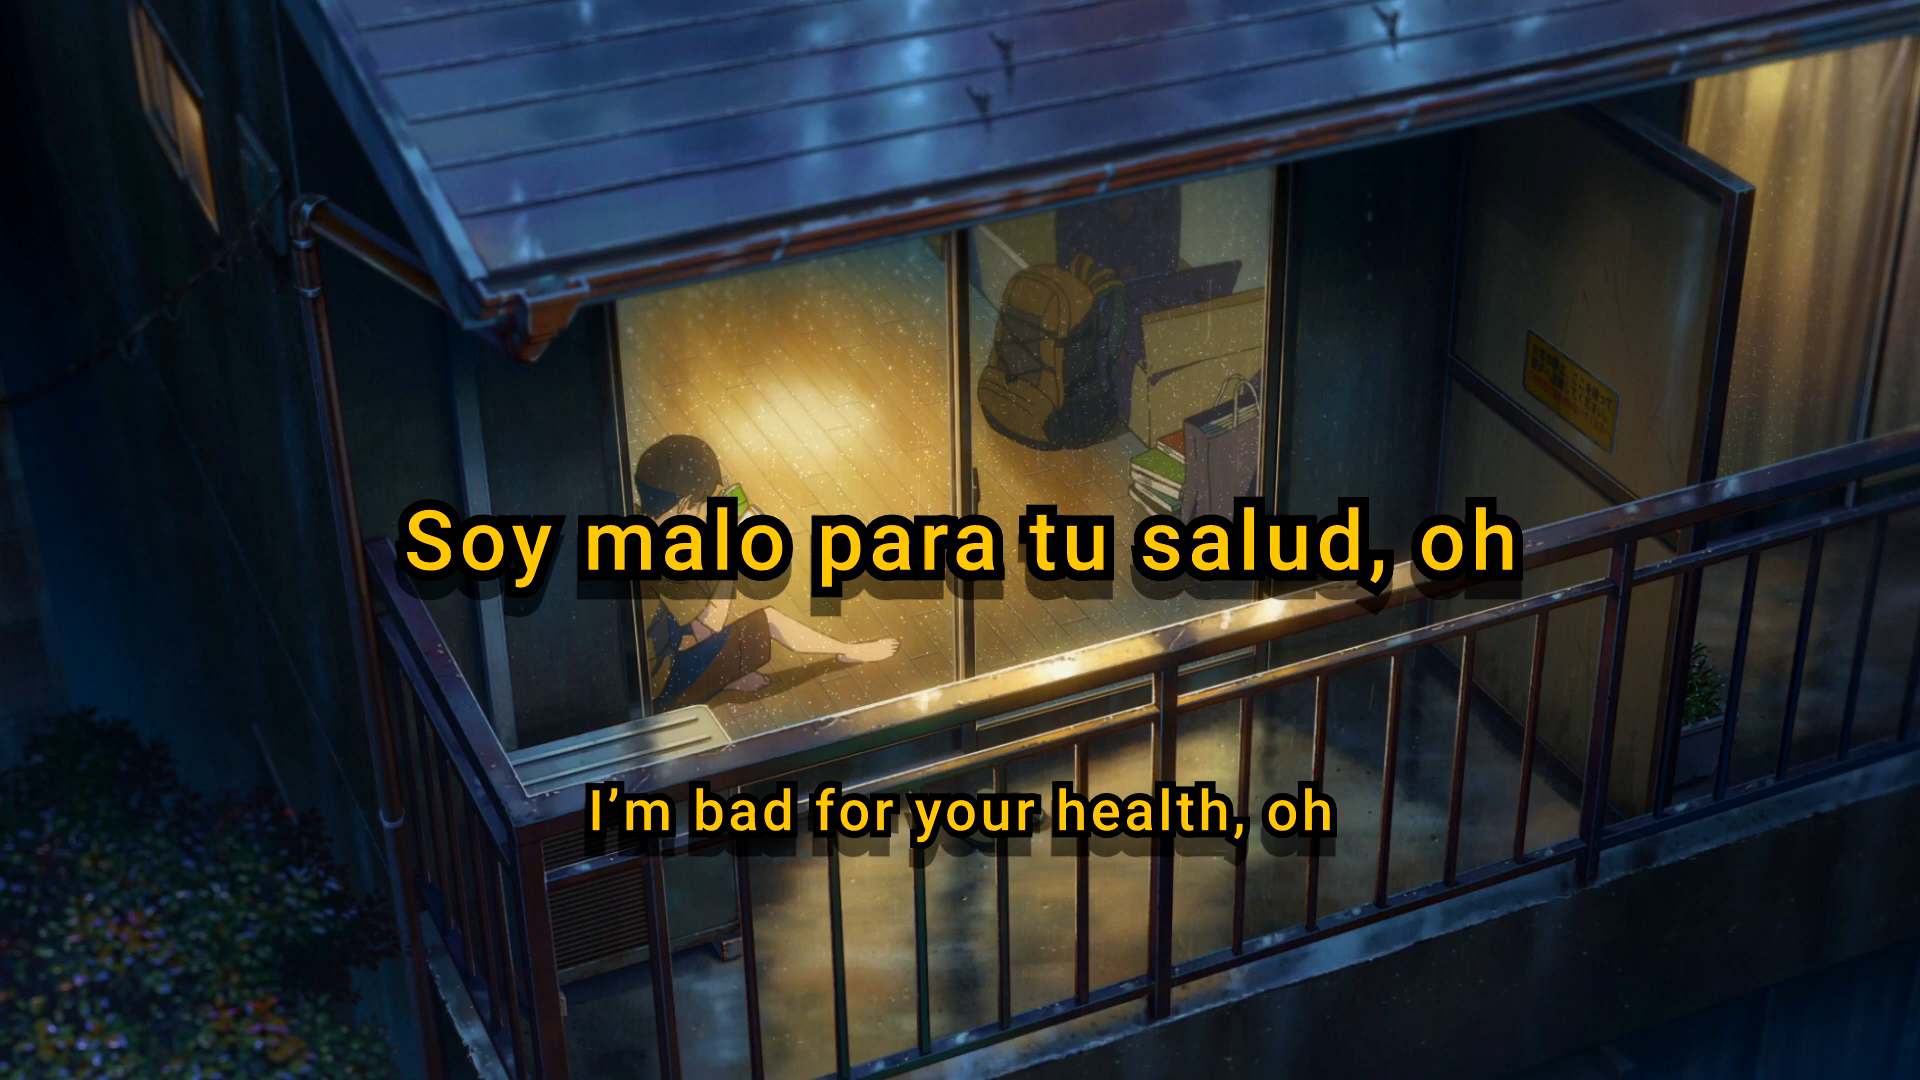 Soy malo para tu salud, oh
I’m bad for your health, oh